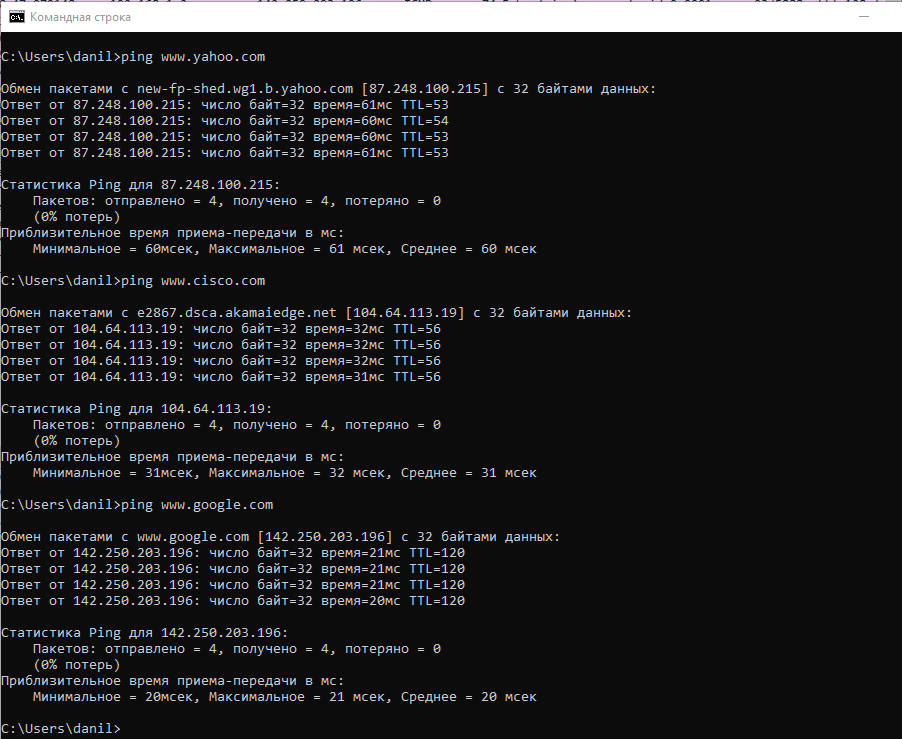 Командная строка
C:\Users\danil>ping www.yahoo.com
Обмен пакетами с new-fp-shed.wg1.b.yahoo.com [87.248.100.215] с 32 байтами данных:
Ответ от 87.248.100.215: число байт=32 время=61мс TTL=53
Ответ от 87.248.100.215: число байт=32 время=60мс TTL=54
Ответ от 87.248.100.215: число байт=32 время=60мс TTL=53
Ответ от 87.248.100.215: число байт=32 время=61мс TTL=53
Статистика Ping для 87.248.100.215:
Пакетов: отправлено = 4, получено = 4, потеряно = 0
(0% потерь)
Приблизительное время приема-передачи в мс:
Минимальное = 60мсек, Максимальное = 61 мсек, Среднее = 60 мсек
C:\Users\danil>ping www.cisco.com
Обмен пакетами с e2867.dsca.akamaiedge.net [104.64.113.19] с 32 байтами данных:
Ответ от 104.64.113.19: число байт=32 время=32мс TTL=56
Ответ от 104.64.113.19: число байт=32 время=32мс TTL=56
Ответ от 104.64.113.19: число байт=32 время=32мс TTL=56
Ответ от 104.64.113.19: число байт=32 время=31мс TTL=56
Статистика Ping для 104.64.113.19:
Пакетов: отправлено = 4, получено = 4, потеряно = 0
(0% потерь)
Приблизительное время приема-передачи в мс:
Минимальное = 31мсек, Максимальное = 32 мсек, Среднее = 31 мсек
C:\Users\danil>ping www.google.com
Обмен пакетами с www.google.com [142.250.203.196] с 32 байтами данных:
Ответ от 142.250.203.196: число байт=32 время=21мс TTL=120
Ответ от 142.250.203.196: число байт=32 время=21мс TTL=120
Ответ от 142.250.203.196: число байт=32 время=21мс TTL=120
Ответ от 142.250.203.196: число байт=32 время=20мс TTL=120
Статистика Ping для 142.250.203.196:
Пакетов: отправлено = 4, получено = 4, потеряно = 0
(0% потерь)
Приблизительное время приема-передачи в мс:
Минимальное = 20мсек, Максимальное = 21 мсек, Среднее = 20 мсек
C:\Users\danil>